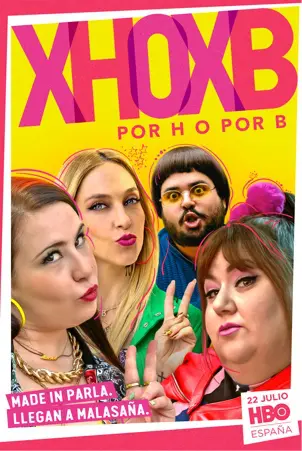 XHOXB
POR H O POR B
MADE IN PARLA.
LLEGAN A MALASAÑA.
22 JULIO
HBO
ESPAÑA